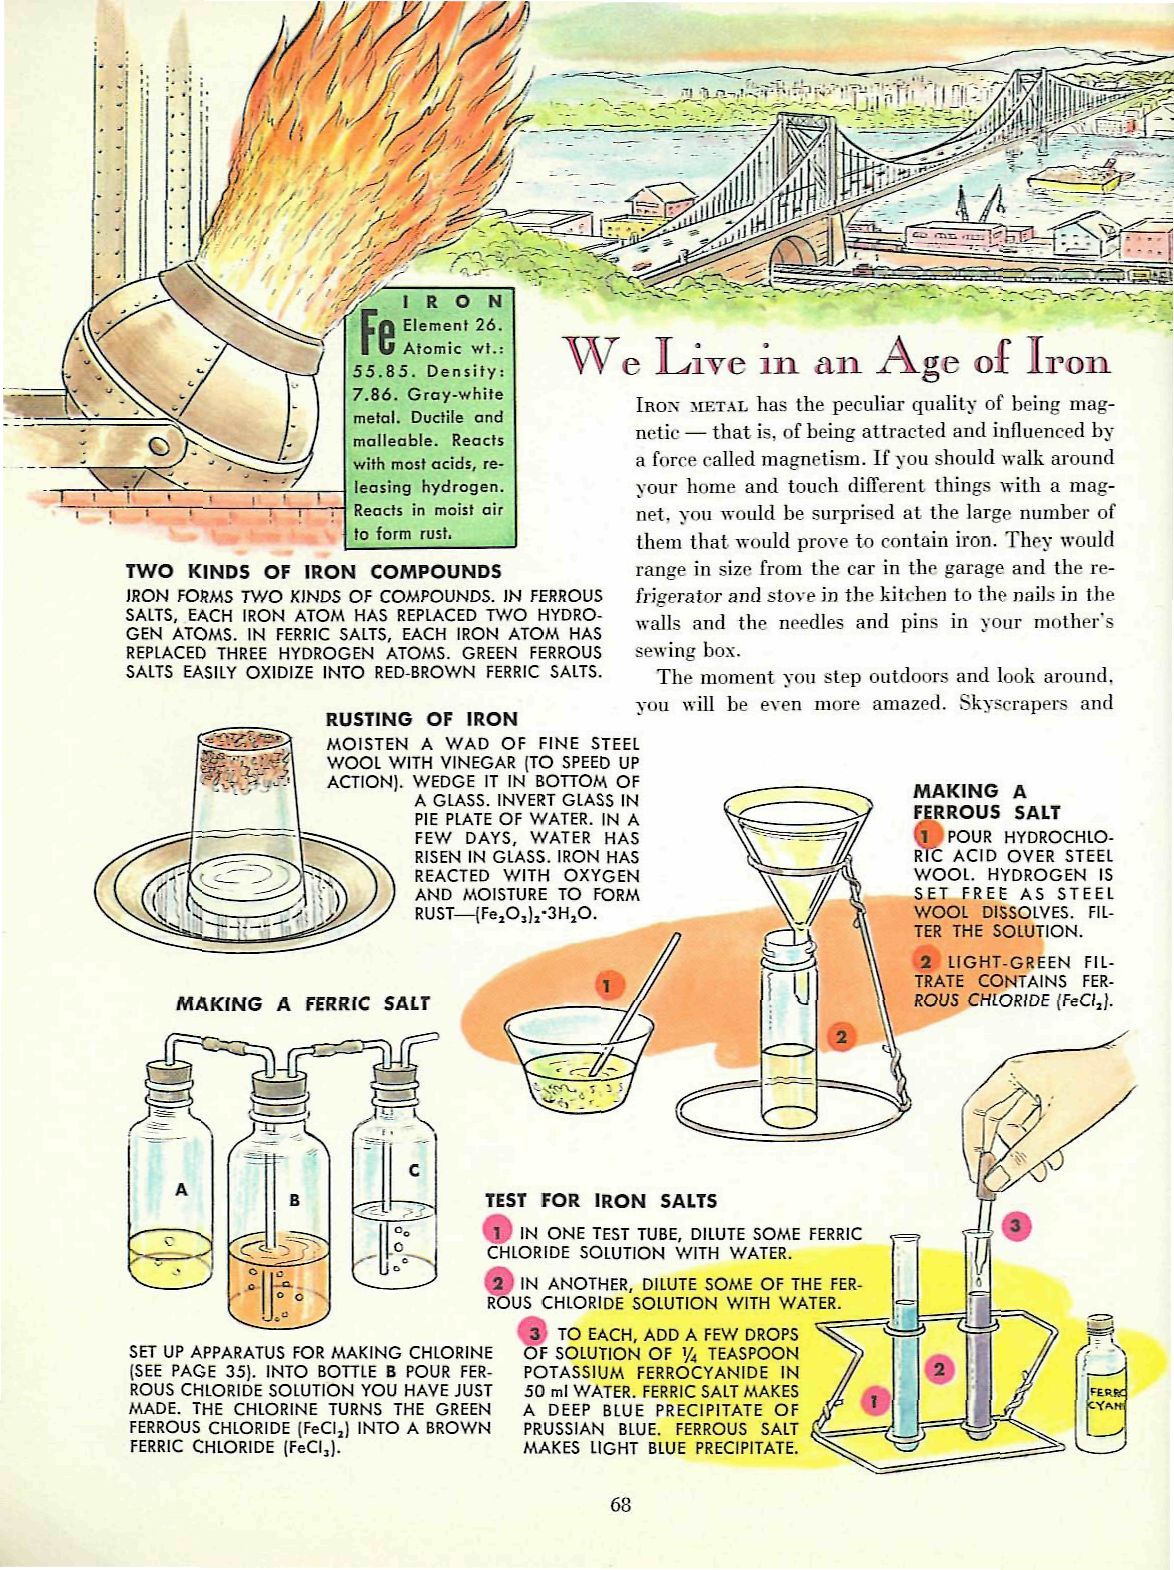 IRON
Fe Element 26.
Atomic wt.:
55.85. Density:
7.86. Gray-white
metal. Ductile and
malleable. Reacts
with most acids, re-
leasing hydrogen.
Reacts in moist air
to form rust.
We Live in an Age of Iron
IRON METAL has the peculiar quality of being mag-
netic — that is, of being attracted and influenced by
a force called magnetism. If you should walk around
your home and touch different things with a mag-
net, you would be surprised at the large number of
them that would prove to contain iron. They would
range in size from the car in the garage and the re-
frigerator and stove in the kitchen to the nails in the
walls and the needles and pins in your mother's
sewing box.
The moment you step outdoors and look around,
you will be even more amazed. Skyscrapers and
TWO KINDS OF IRON COMPOUNDS
IRON FORMS TWO KINDS OF COMPOUNDS. IN FERROUS
SALTS, EACH IRON ATOM HAS REPLACED TWO HYDRO-
GEN ATOMS. IN FERRIC SALTS, EACH IRON ATOM HAS
REPLACED THREE HYDROGEN ATOMS. GREEN FERROUS
SALTS EASILY OXIDIZE INTO RED-BROWN FERRIC SALTS.
RUSTING OF IRON
MOISTEN A WAD OF FINE STEEL
WOOL WITH VINEGAR (TO SPEED UP
ACTION). WEDGE IT IN BOTTOM OF
A GLASS. INVERT GLASS IN
PIE PLATE OF WATER. IN A
FEW DAYS, WATER HAS
RISEN IN GLASS. IRON HAS
REACTED WITH OXYGEN
AND MOISTURE TO FORM
RUST—(Fe₂O₃)₂·3H₂O.
MAKING A
FERROUS SALT
1 POUR HYDROCHLO-
RIC ACID OVER STEEL
WOOL. HYDROGEN IS
SET FREE AS STEEL
WOOL DISSOLVES. FIL-
TER THE SOLUTION.
2 LIGHT-GREEN FIL-
TRATE CONTAINS FER-
ROUS CHLORIDE (FeCl₂).
1
2
MAKING A FERRIC SALT
A
B
C
SET UP APPARATUS FOR MAKING CHLORINE
(SEE PAGE 35). INTO BOTTLE B POUR FER-
ROUS CHLORIDE SOLUTION YOU HAVE JUST
MADE. THE CHLORINE TURNS THE GREEN
FERROUS CHLORIDE (FeCl₂) INTO A BROWN
FERRIC CHLORIDE (FeCl₃).
TEST FOR IRON SALTS
1 IN ONE TEST TUBE, DILUTE SOME FERRIC
CHLORIDE SOLUTION WITH WATER.
2 IN ANOTHER, DILUTE SOME OF THE FER-
ROUS CHLORIDE SOLUTION WITH WATER.
3 TO EACH, ADD A FEW DROPS
OF SOLUTION OF ¼ TEASPOON
POTASSIUM FERROCYANIDE IN
50 ml WATER. FERRIC SALT MAKES
A DEEP BLUE PRECIPITATE OF
PRUSSIAN BLUE. FERROUS SALT
MAKES LIGHT BLUE PRECIPITATE.
3
2
1
FERRO
CYANI
68